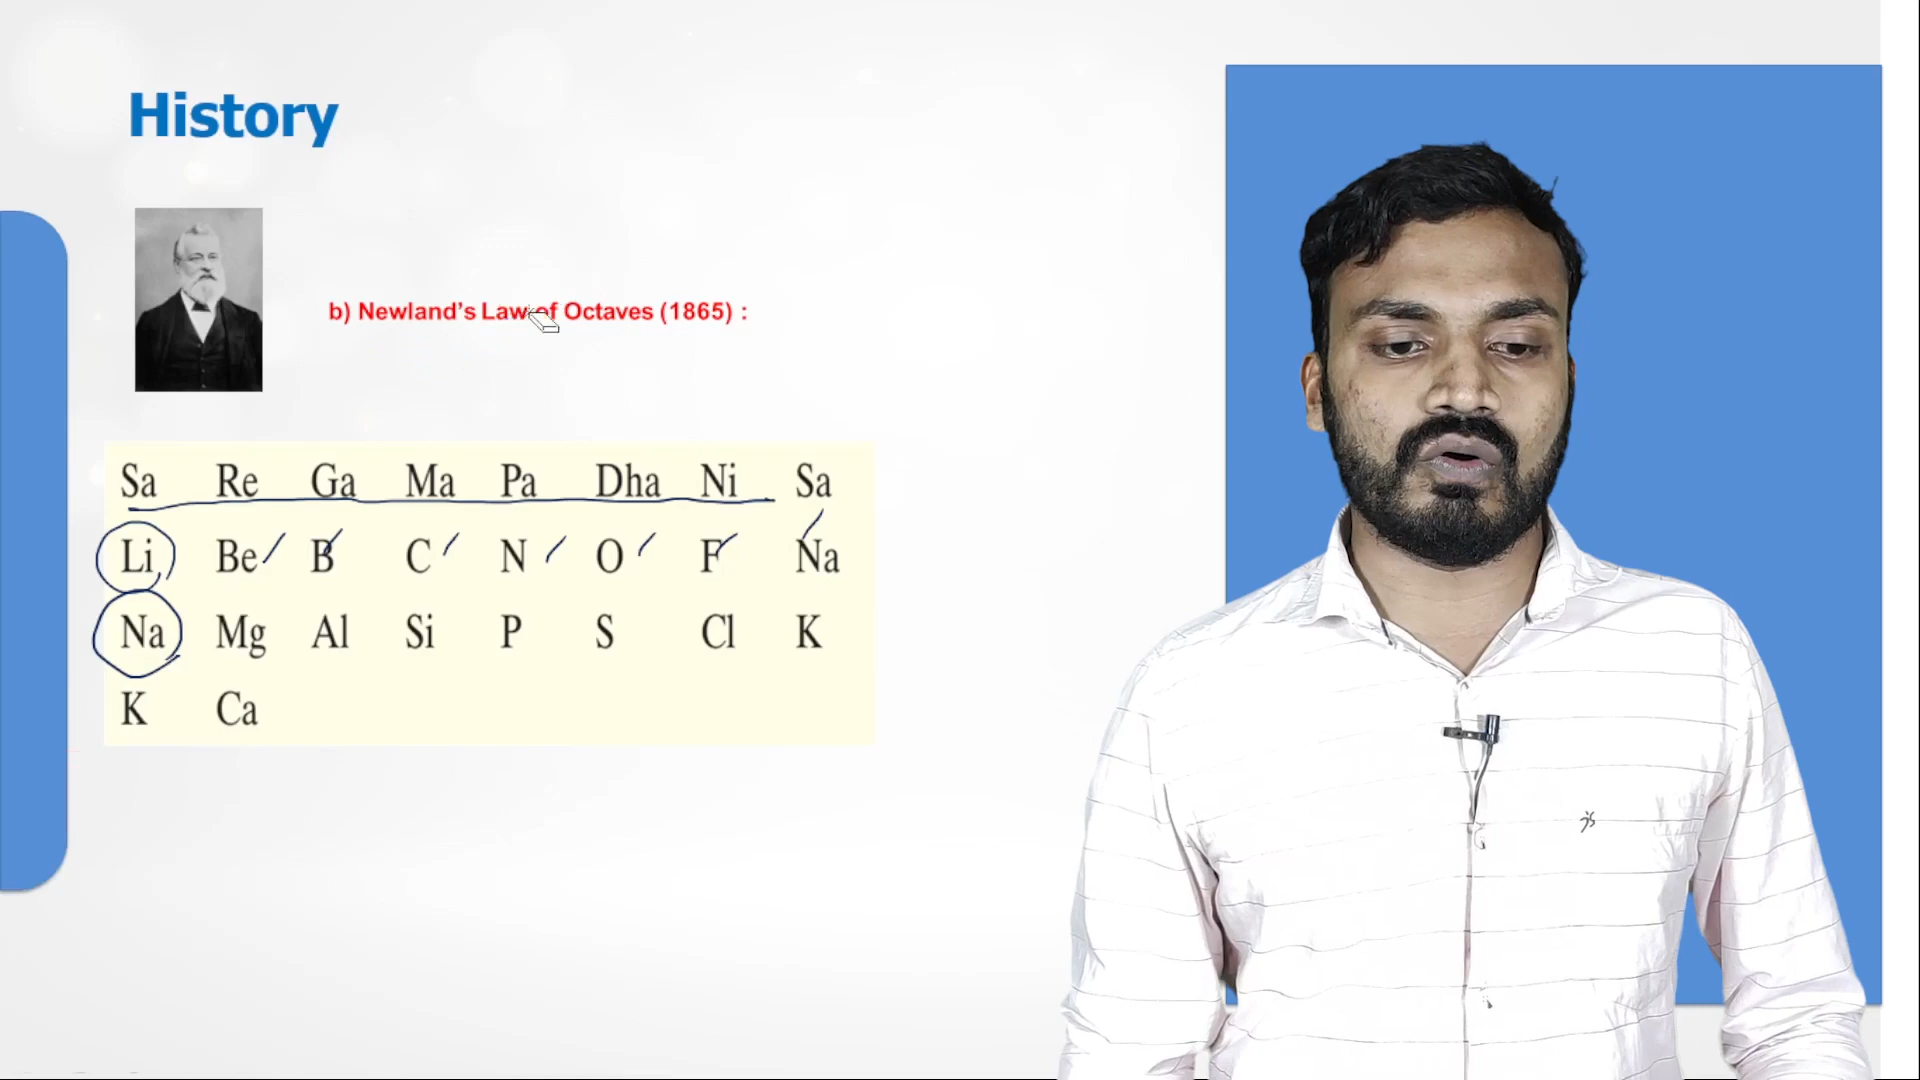 History
b) Newland's Law of Octaves (1865) :
Sa Re Ga Ma Pa Dha Ni Sa
Li Be B C N O F Na
Na Mg Al Si P S Cl K
K Ca